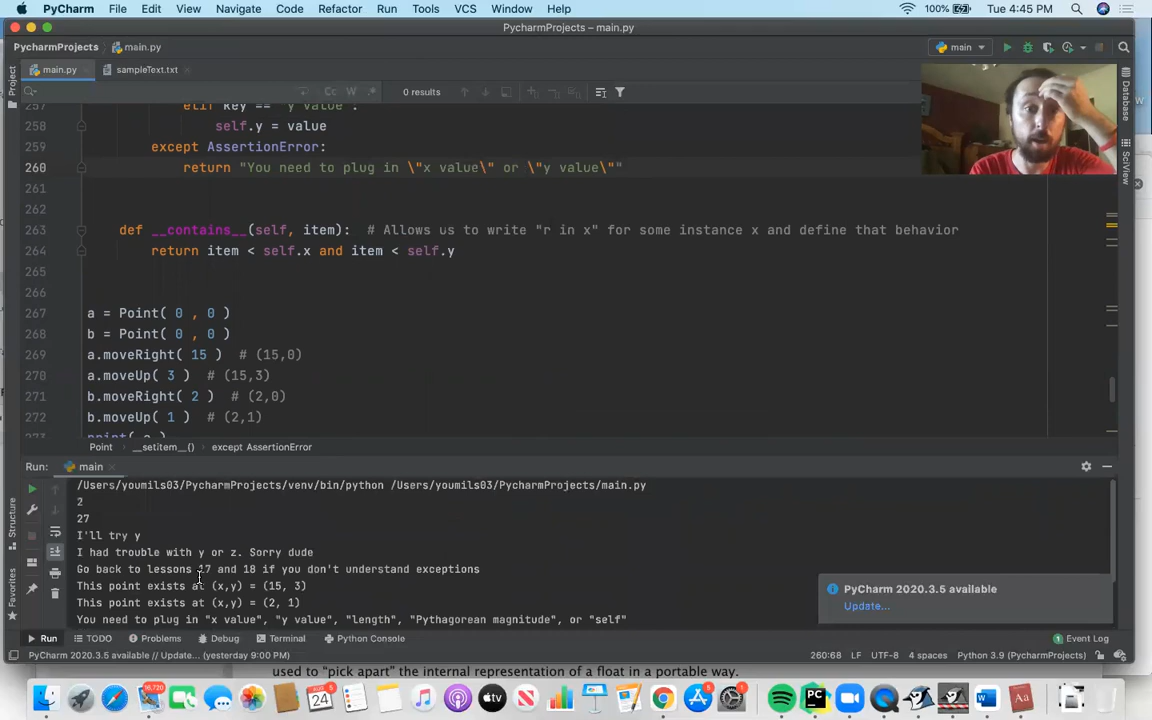 PyCharm File Edit View Navigate Code Refactor Run Tools VCS Window Help 100% Tue 4:45 PM
PycharmProjects – main.py
PycharmProjects main.py main
main.py sampleText.txt
Project
Cc W 0 results
Database
SciView
257 elif key == "y value":
258 self.y = value
259 except AssertionError:
260 return "You need to plug in \"x value\" or \"y value\""
261
262
263 def __contains__(self, item): # Allows us to write "r in x" for some instance x and define that behavior
264 return item < self.x and item < self.y
265
266
267 a = Point( 0 , 0 )
268 b = Point( 0 , 0 )
269 a.moveRight( 15 ) # (15,0)
270 a.moveUp( 3 ) # (15,3)
271 b.moveRight( 2 ) # (2,0)
272 b.moveUp( 1 ) # (2,1)
273 print( a )
Point __setitem__() except AssertionError
Run: main
/Users/youmils03/PycharmProjects/venv/bin/python /Users/youmils03/PycharmProjects/main.py
2
27
I'll try y
I had trouble with y or z. Sorry dude
Go back to lessons 17 and 18 if you don't understand exceptions
This point exists at (x,y) = (15, 3)
This point exists at (x,y) = (2, 1)
You need to plug in "x value", "y value", "length", "Pythagorean magnitude", or "self"
PyCharm 2020.3.5 available
Update...
Structure
Favorites
Run TODO Problems Debug Terminal Python Console 1 Event Log
PyCharm 2020.3.5 available // Update... (yesterday 9:00 PM) 260:68 LF UTF-8 4 spaces Python 3.9 (PycharmProjects)
used to “pick apart” the internal representation of a float in a portable way.